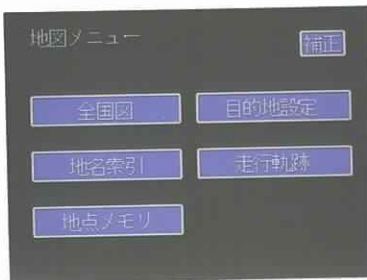 地図メニュー
補正
全国図
目的地設定
地名索引
走行軌跡
地点メモリ